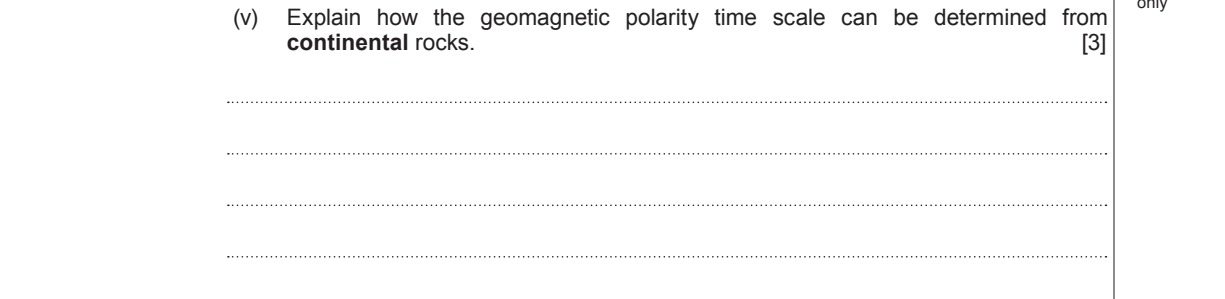 only
(v) Explain how the geomagnetic polarity time scale can be determined from
continental rocks. [3]